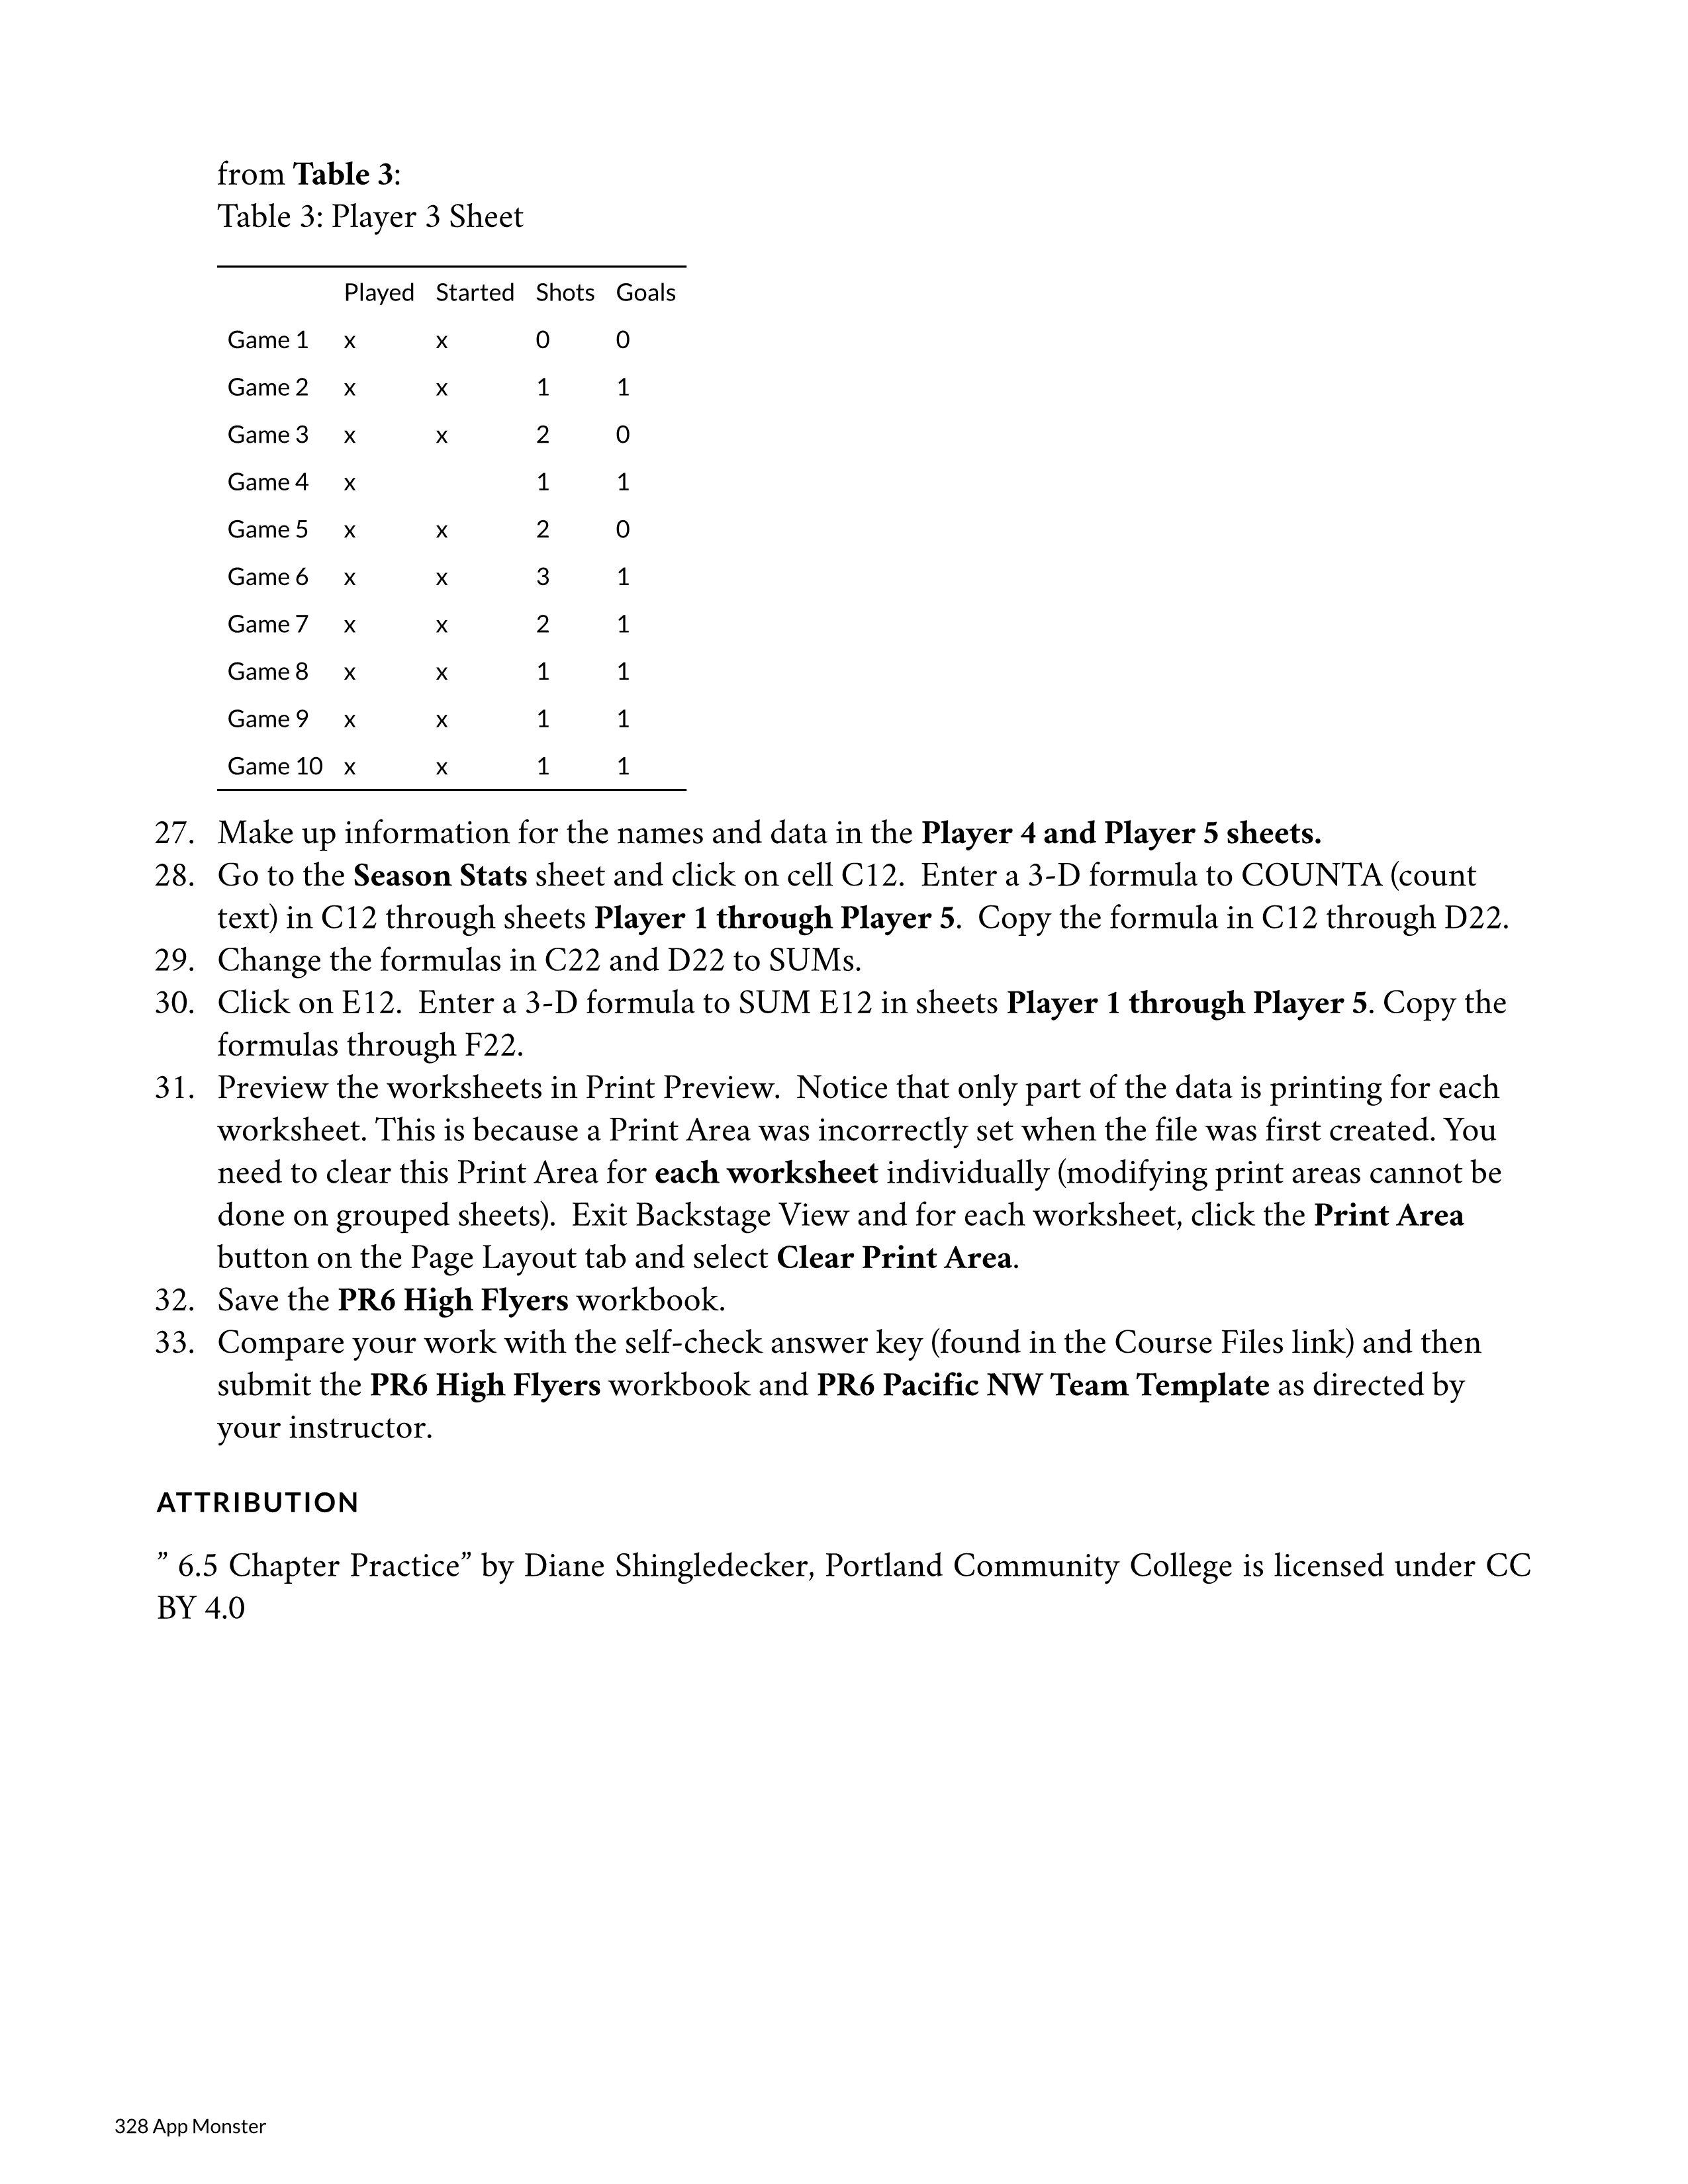 from Table 3:
Table 3: Player 3 Sheet
Played Started Shots Goals
Game 1 x x 0 0
Game 2 x x 1 1
Game 3 x x 2 0
Game 4 x 1 1
Game 5 x x 2 0
Game 6 x x 3 1
Game 7 x x 2 1
Game 8 x x 1 1
Game 9 x x 1 1
Game 10 x x 1 1
27. Make up information for the names and data in the Player 4 and Player 5 sheets.
28. Go to the Season Stats sheet and click on cell C12.  Enter a 3-D formula to COUNTA (count
text) in C12 through sheets Player 1 through Player 5.  Copy the formula in C12 through D22.
29. Change the formulas in C22 and D22 to SUMs.
30. Click on E12.  Enter a 3-D formula to SUM E12 in sheets Player 1 through Player 5. Copy the
formulas through F22.
31. Preview the worksheets in Print Preview.  Notice that only part of the data is printing for each
worksheet. This is because a Print Area was incorrectly set when the file was first created. You
need to clear this Print Area for each worksheet individually (modifying print areas cannot be
done on grouped sheets).  Exit Backstage View and for each worksheet, click the Print Area
button on the Page Layout tab and select Clear Print Area.
32. Save the PR6 High Flyers workbook.
33. Compare your work with the self-check answer key (found in the Course Files link) and then
submit the PR6 High Flyers workbook and PR6 Pacific NW Team Template as directed by
your instructor.
ATTRIBUTION
” 6.5 Chapter Practice” by Diane Shingledecker, Portland Community College is licensed under CC
BY 4.0
328 App Monster